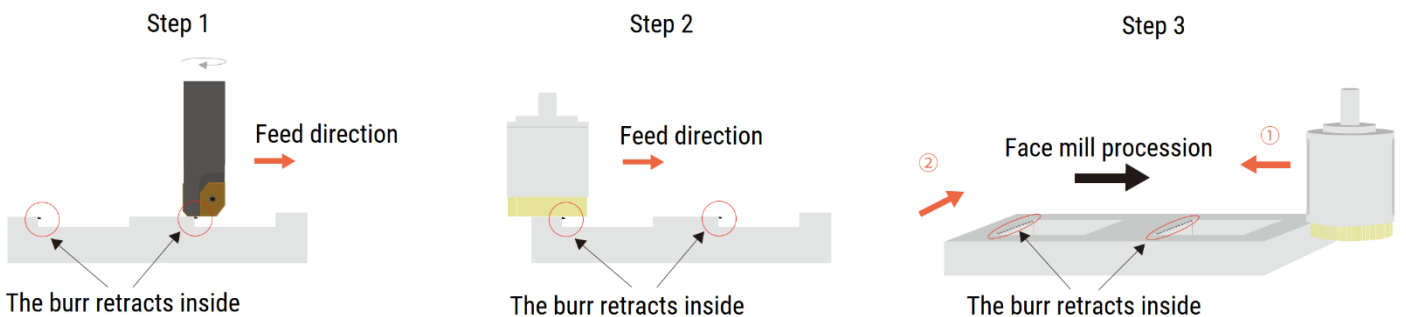 Step 1
Feed direction
The burr retracts inside
Step 2
Feed direction
The burr retracts inside
Step 3
①
②
Face mill procession
The burr retracts inside